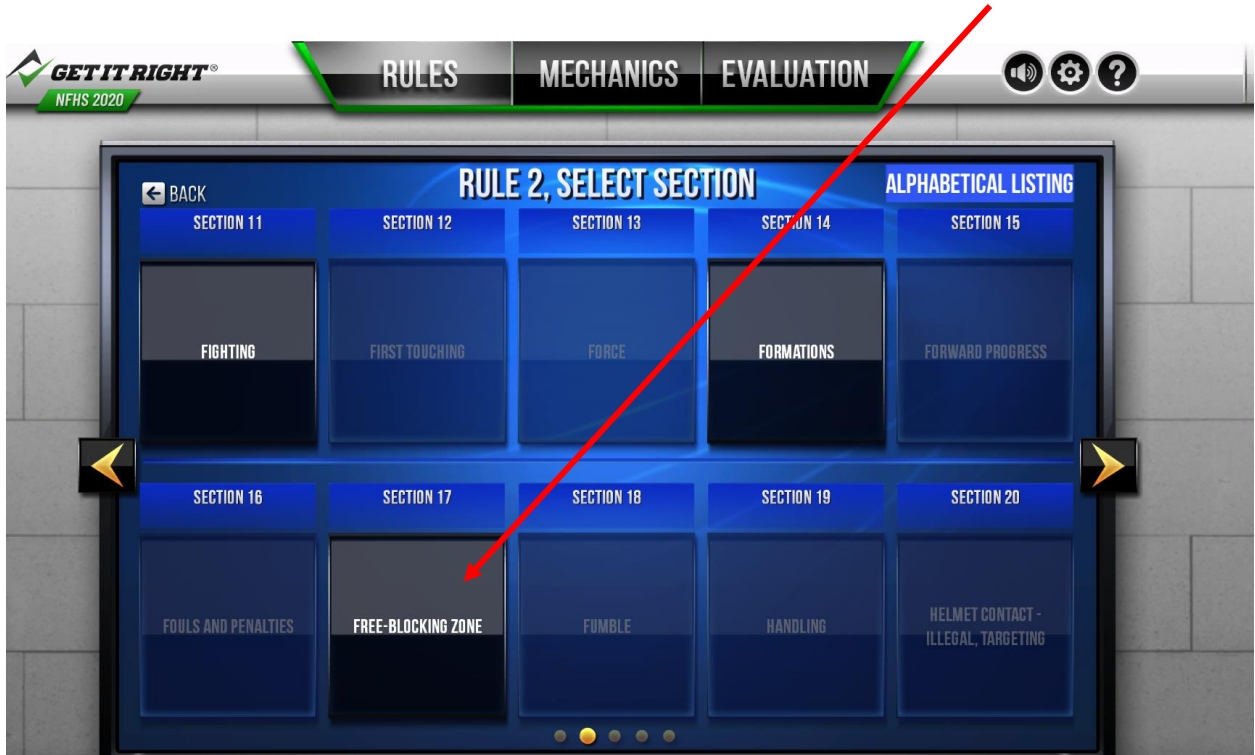 GET IT RIGHT®
NFHS 2020
RULES
MECHANICS
EVALUATION
?
BACK
RULE 2, SELECT SECTION
ALPHABETICAL LISTING
SECTION 11
SECTION 12
SECTION 13
SECTION 14
SECTION 15
FIGHTING
FIRST TOUCHING
FORCE
FORMATIONS
FORWARD PROGRESS
SECTION 16
SECTION 17
SECTION 18
SECTION 19
SECTION 20
FOULS AND PENALTIES
FREE-BLOCKING ZONE
FUMBLE
HANDLING
HELMET CONTACT -
ILLEGAL, TARGETING